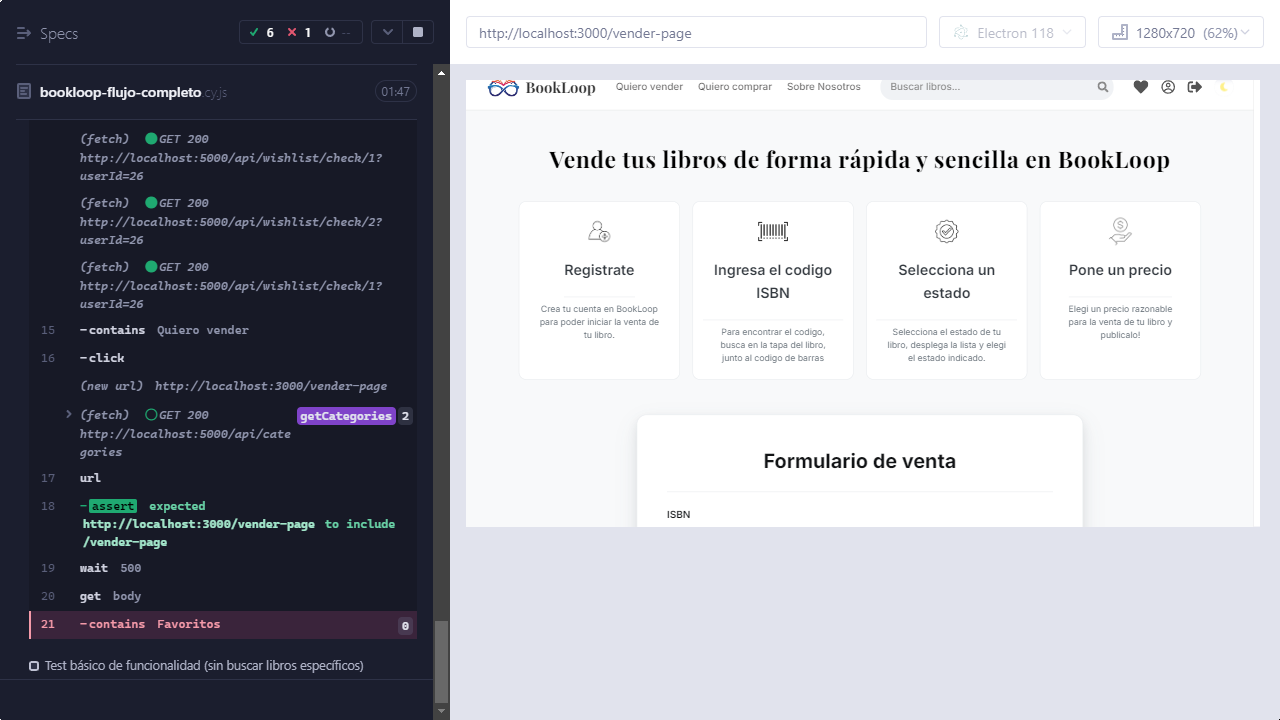 Specs
6
1
--
bookloop-flujo-completo.cy.js
01:47
(fetch) GET 200
http://localhost:5000/api/wishlist/check/1?
userId=26
(fetch) GET 200
http://localhost:5000/api/wishlist/check/2?
userId=26
(fetch) GET 200
http://localhost:5000/api/wishlist/check/1?
userId=26
15 -contains Quiero vender
16 -click
(new url) http://localhost:3000/vender-page
(fetch) GET 200 getCategories 2
http://localhost:5000/api/cate
gories
17 url
18 -assert expected
http://localhost:3000/vender-page to include
/vender-page
19 wait 500
20 get body
21 -contains Favoritos 0
Test básico de funcionalidad (sin buscar libros específicos)
http://localhost:3000/vender-page
Electron 118
1280x720 (62%)
BookLoop
Quiero vender
Quiero comprar
Sobre Nosotros
Buscar libros...
Vende tus libros de forma rápida y sencilla en BookLoop
Registrate
Crea tu cuenta en BookLoop
para poder iniciar la venta de
tu libro.
Ingresa el codigo
ISBN
Para encontrar el codigo,
busca en la tapa del libro,
junto al codigo de barras
Selecciona un
estado
Selecciona el estado de tu
libro, desplega la lista y elegi
el estado indicado.
Pone un precio
Elegi un precio razonable
para la venta de tu libro y
publicalo!
Formulario de venta
ISBN